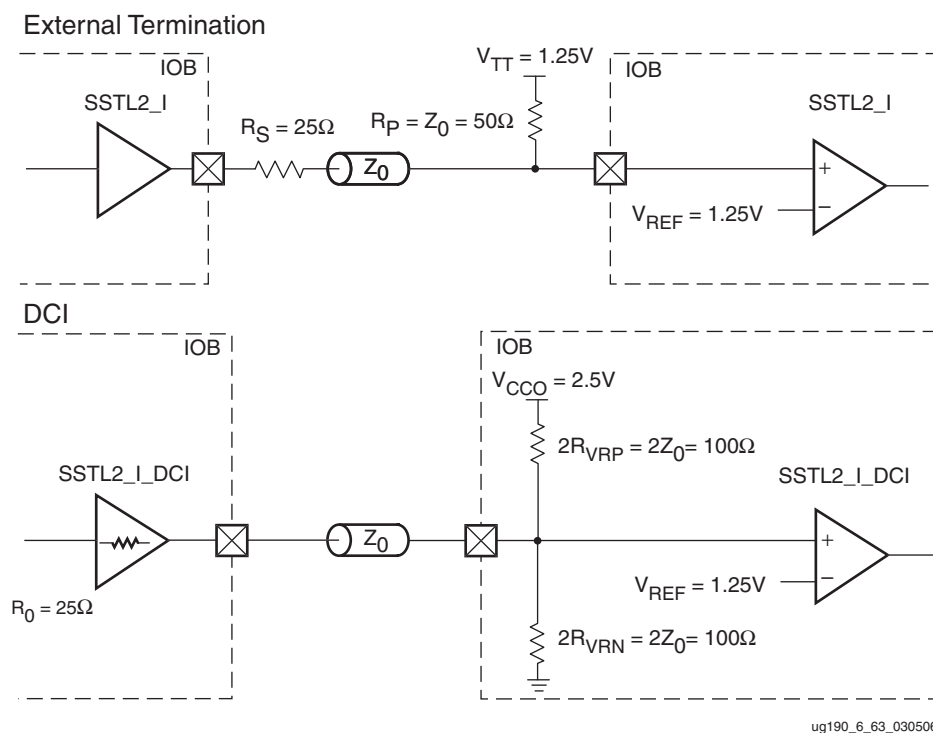 External Termination
IOB
SSTL2_I
R_S = 25Ω
Z_0
V_TT = 1.25V
R_P = Z_0 = 50Ω
IOB
SSTL2_I
+
–
V_REF = 1.25V
DCI
IOB
SSTL2_I_DCI
R_0 = 25Ω
Z_0
IOB
V_CCO = 2.5V
2R_VRP = 2Z_0= 100Ω
SSTL2_I_DCI
+
–
V_REF = 1.25V
2R_VRN = 2Z_0= 100Ω
ug190_6_63_030506